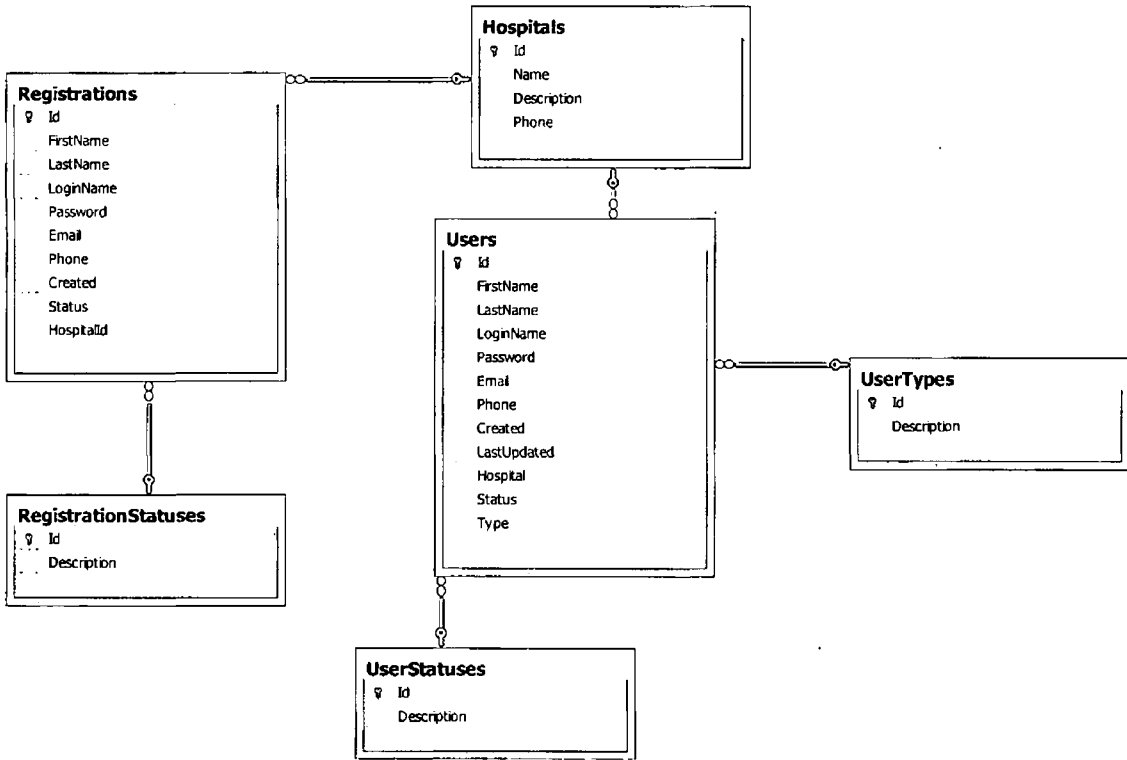 Hospitals
Id
Name
Description
Phone
Registrations
Id
FirstName
LastName
LoginName
Password
Email
Phone
Created
Status
HospitalId
Users
Id
FirstName
LastName
LoginName
Password
Email
Phone
Created
LastUpdated
Hospital
Status
Type
UserTypes
Id
Description
RegistrationStatuses
Id
Description
UserStatuses
Id
Description